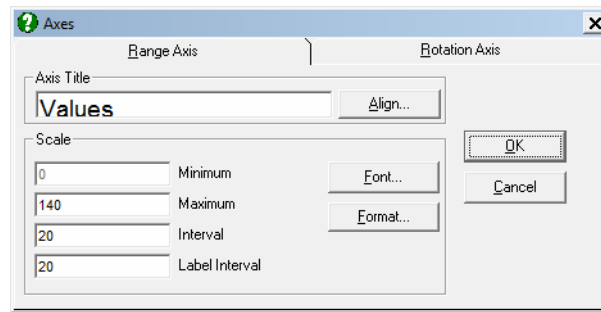 Axes
Range Axis Rotation Axis
Axis Title
Values Align...
Scale
OK
0 Minimum Font...
Cancel
140 Maximum
Format...
20 Interval
20 Label Interval